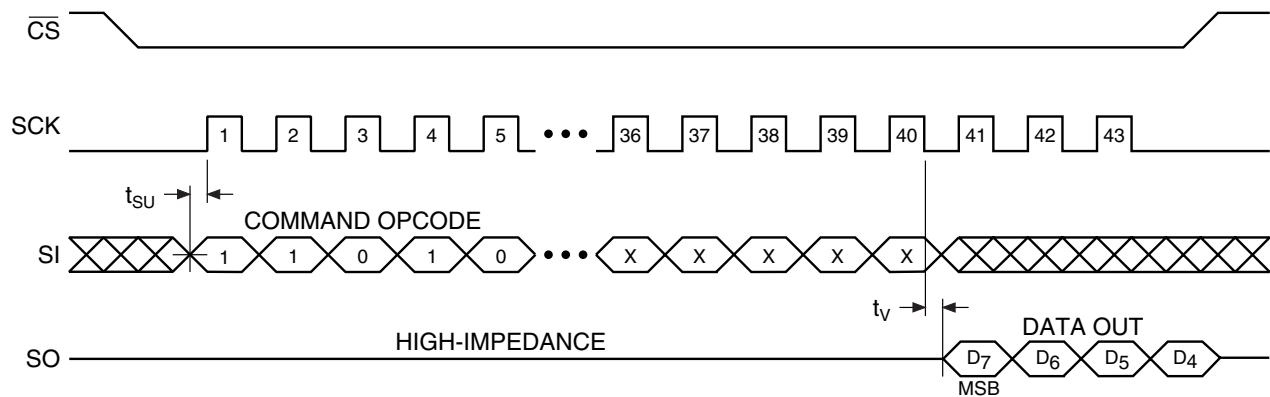 CS
SCK 1 2 3 4 5 ••• 36 37 38 39 40 41 42 43
tSU
COMMAND OPCODE
SI 1 1 0 1 0 ••• X X X X X
tV
HIGH-IMPEDANCE DATA OUT
SO D7 D6 D5 D4
MSB